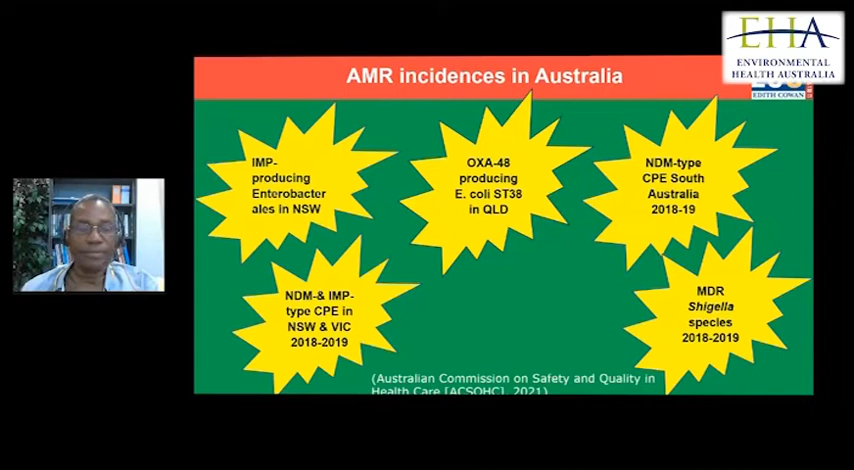 EHA
ENVIRONMENTAL
HEALTH AUSTRALIA
AMR incidences in Australia
EDITH COWAN
IMP-
producing
Enterobacter
ales in NSW
OXA-48
producing
E. coli ST38
in QLD
NDM-type
CPE South
Australia
2018-19
NDM-& IMP-
type CPE in
NSW & VIC
2018-2019
MDR
Shigella
species
2018-2019
(Australian Commission on Safety and Quality in
Health Care [ACSQHC], 2021)